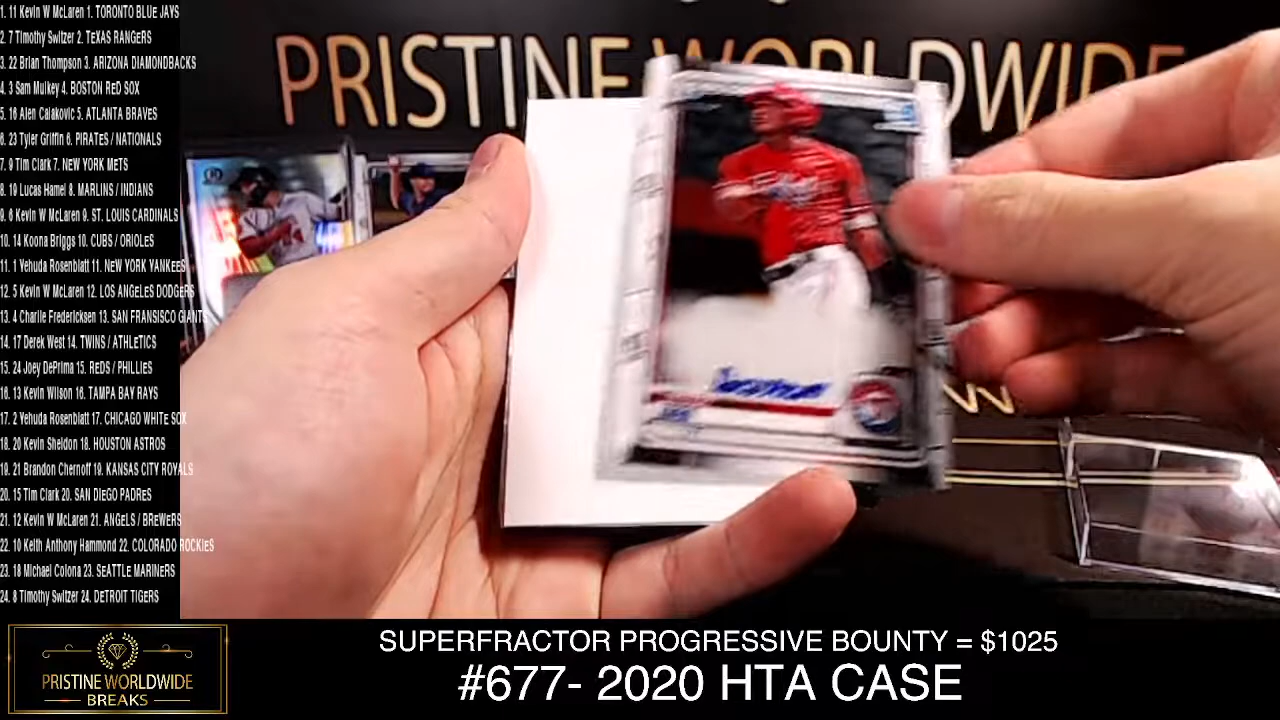 1. 11 Kevin W McLaren 1. TORONTO BLUE JAYS
2. 7 Timothy Switzer 2. TeXAS RANGERS
3. 22 Brian Thompson 3. ARIZONA DIAMONDBACKS
4. 3 Sam Mulkey 4. BOSTON ReD SOX
5. 16 Alen Calakovic 5. ATLANTA BRAVES
6. 23 Tyler Griffin 6. PIRATeS / NATIONALS
7. 9 Tim Clark 7. NEW YORK METS
8. 19 Lucas Hamel 8. MARLINS / INDIANS
9. 6 Kevin W McLaren 9. ST. LOUIS CARDINALS
10. 14 Koona Briggs 10. CUBS / ORIOLeS
11. 1 Yehuda Rosenblatt 11. NeW YORK YANKeeS
12. 5 Kevin W McLaren 12. LOS ANGELeS DODGERS
13. 4 Charlie Fredericksen 13. SAN FRANSISCO GIANTS
14. 17 Derek West 14. TWINS / ATHLeTICS
15. 24 Joey DePrima 15. ReDS / PHILLIeS
16. 13 Kevin Wilson 16. TAMPA BAY RAYS
17. 2 Yehuda Rosenblatt 17. CHICAGO WHITe SOX
18. 20 Kevin Sheldon 18. HOUSTON ASTROS
19. 21 Brandon Chernoff 19. KANSAS CITY ROYALS
20. 15 Tim Clark 20. SAN DIeGO PADReS
21. 12 Kevin W McLaren 21. ANGELS / BReWERS
22. 10 Keith Anthony Hammond 22. COLORADO ROCKIeS
23. 18 Michael Colona 23. SEATTLe MARINERS
24. 8 Timothy Switzer 24. DETROIT TIGERS
PRISTINE WORLDWIDE
PRISTINE WORLDWIDE
BREAKS
SUPERFRACTOR PROGRESSIVE BOUNTY = $1025
#677- 2020 HTA CASE